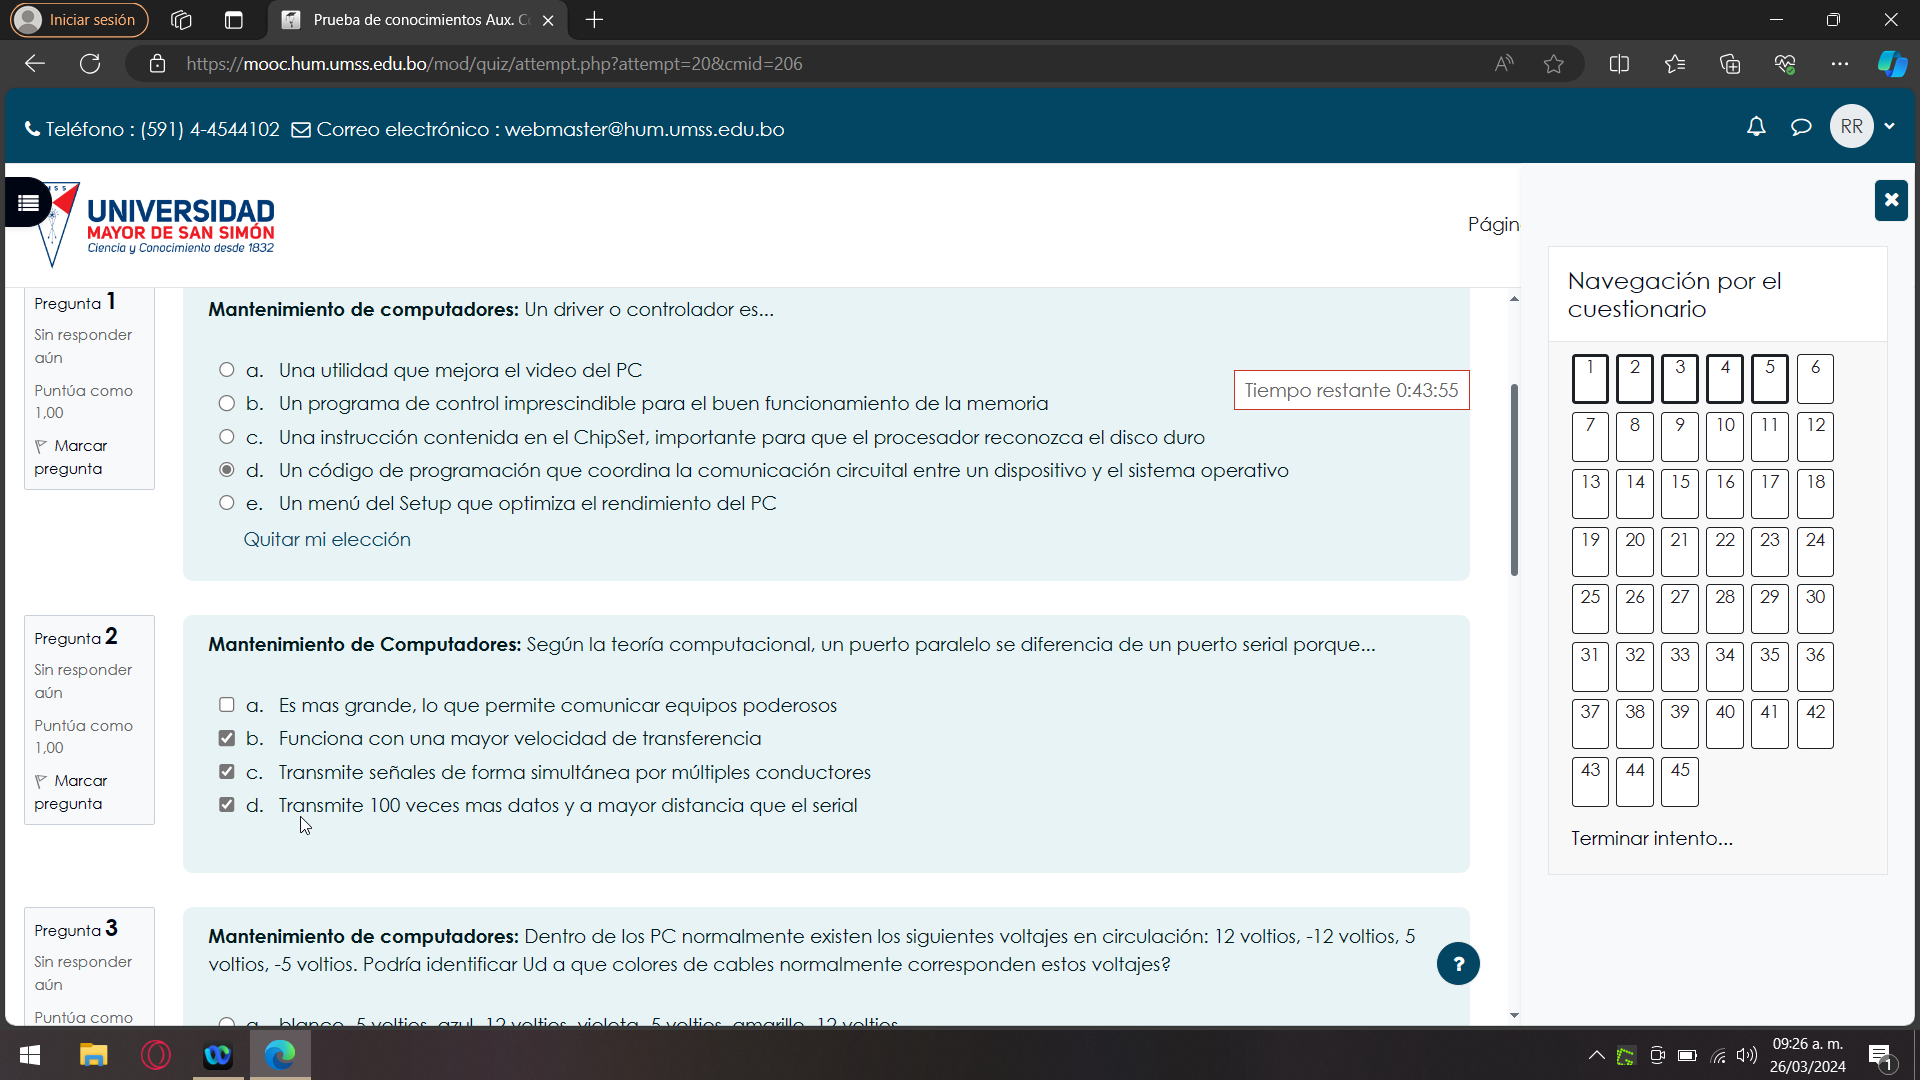 Iniciar sesión
Prueba de conocimientos Aux. C
https://mooc.hum.umss.edu.bo/mod/quiz/attempt.php?attempt=20&cmid=206
Teléfono : (591) 4-4544102 Correo electrónico : webmaster@hum.umss.edu.bo
RR
UNIVERSIDAD
MAYOR DE SAN SIMÓN
Ciencia y Conocimiento desde 1832
Págin
Pregunta 1
Sin responder
aún
Puntúa como
1,00
Marcar
pregunta
Mantenimiento de computadores: Un driver o controlador es...
a. Una utilidad que mejora el video del PC
b. Un programa de control imprescindible para el buen funcionamiento de la memoria
c. Una instrucción contenida en el ChipSet, importante para que el procesador reconozca el disco duro
d. Un código de programación que coordina la comunicación circuital entre un dispositivo y el sistema operativo
e. Un menú del Setup que optimiza el rendimiento del PC
Quitar mi elección
Tiempo restante 0:43:55
Pregunta 2
Sin responder
aún
Puntúa como
1,00
Marcar
pregunta
Mantenimiento de Computadores: Según la teoría computacional, un puerto paralelo se diferencia de un puerto serial porque...
a. Es mas grande, lo que permite comunicar equipos poderosos
b. Funciona con una mayor velocidad de transferencia
c. Transmite señales de forma simultánea por múltiples conductores
d. Transmite 100 veces mas datos y a mayor distancia que el serial
Pregunta 3
Sin responder
aún
Puntúa como
Mantenimiento de computadores: Dentro de los PC normalmente existen los siguientes voltajes en circulación: 12 voltios, -12 voltios, 5
voltios, -5 voltios. Podría identificar Ud a que colores de cables normalmente corresponden estos voltajes?
a. blanco -5 voltios, azul -12 voltios, violeta 5 voltios, amarillo 12 voltios
?
Navegación por el
cuestionario
1 2 3 4 5 6
7 8 9 10 11 12
13 14 15 16 17 18
19 20 21 22 23 24
25 26 27 28 29 30
31 32 33 34 35 36
37 38 39 40 41 42
43 44 45
Terminar intento...
09:26 a. m.
26/03/2024
1